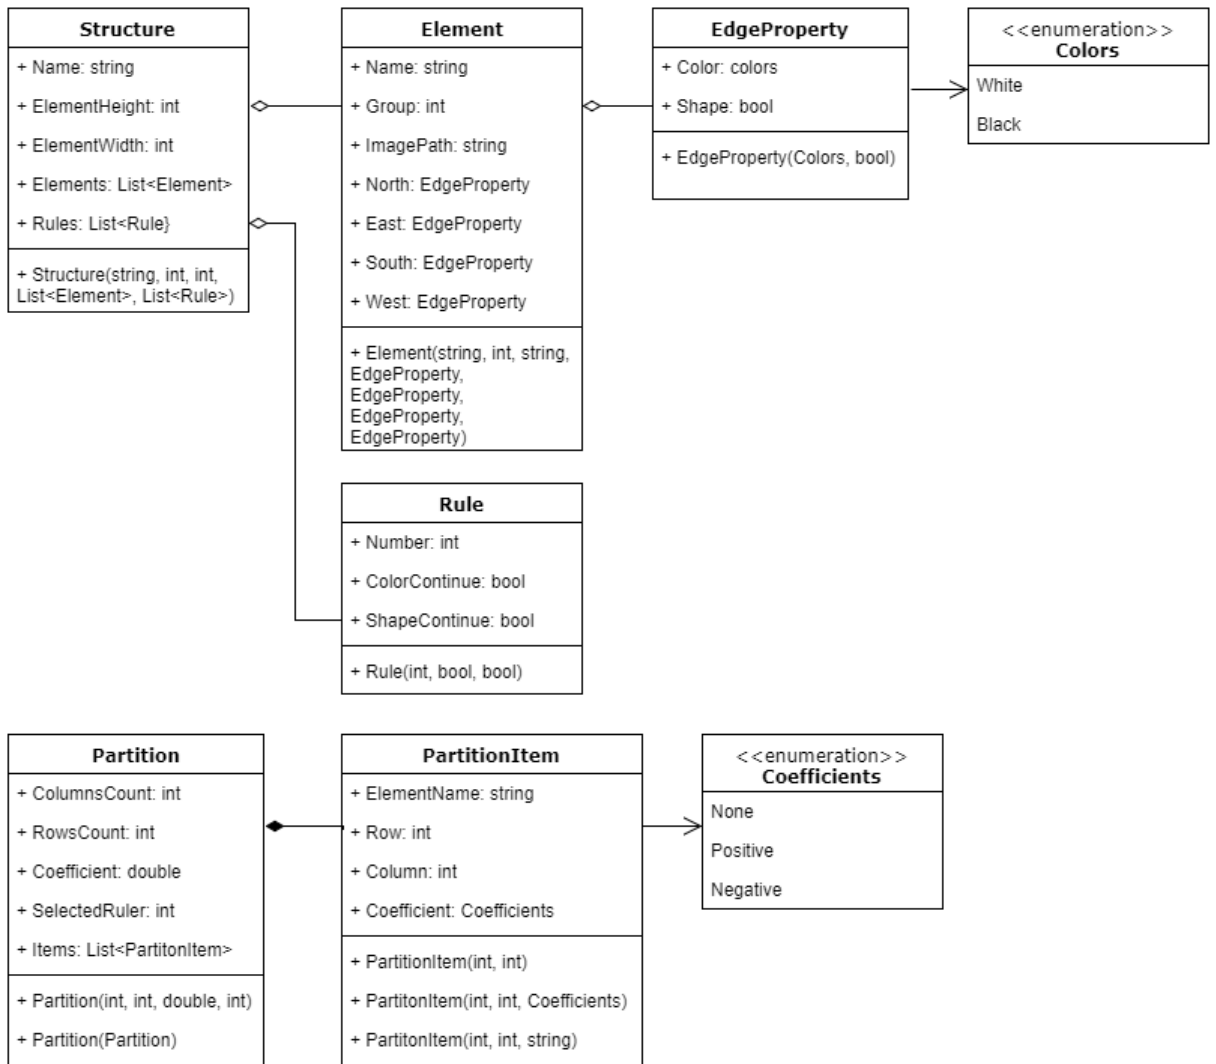 Structure
+ Name: string
+ ElementHeight: int
+ ElementWidth: int
+ Elements: List<Element>
+ Rules: List<Rule}
+ Structure(string, int, int,
List<Element>, List<Rule>)
Element
+ Name: string
+ Group: int
+ ImagePath: string
+ North: EdgeProperty
+ East: EdgeProperty
+ South: EdgeProperty
+ West: EdgeProperty
+ Element(string, int, string,
EdgeProperty,
EdgeProperty,
EdgeProperty,
EdgeProperty)
EdgeProperty
+ Color: colors
+ Shape: bool
+ EdgeProperty(Colors, bool)
<<enumeration>>
Colors
White
Black
Rule
+ Number: int
+ ColorContinue: bool
+ ShapeContinue: bool
+ Rule(int, bool, bool)
Partition
+ ColumnsCount: int
+ RowsCount: int
+ Coefficient: double
+ SelectedRuler: int
+ Items: List<PartitonItem>
+ Partition(int, int, double, int)
+ Partition(Partition)
PartitionItem
+ ElementName: string
+ Row: int
+ Column: int
+ Coefficient: Coefficients
+ PartitionItem(int, int)
+ PartitonItem(int, int, Coefficients)
+ PartitonItem(int, int, string)
<<enumeration>>
Coefficients
None
Positive
Negative